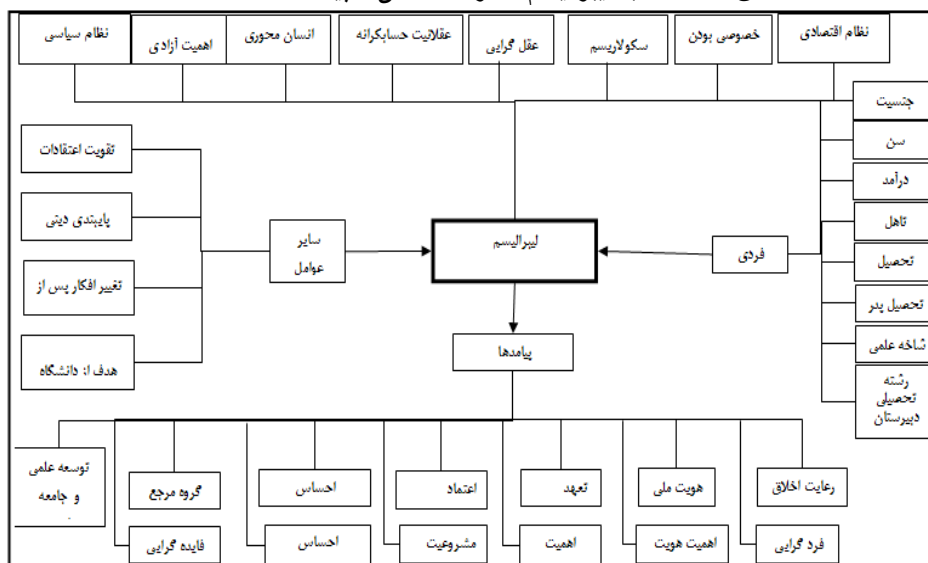 نظام اقتصادی
خصوصی بودن
سکولاریسم
عقل گرایی
عقلانیت حسابگرانه
انسان محوری
اهمیت آزادی
نظام سیاسی
جنسیت
سن
درآمد
تاهل
تحصیل
تحصیل پدر
شاخه علمی
رشته
تحصیلی
دبیرستان
فردی
لیبرالیسم
سایر
عوامل
تقویت اعتقادات
پایبندی دینی
تغییر افکار پس از
هدف از دانشگاه
پیامدها
رعایت اخلاق
هویت ملی
تعهد
اعتماد
احساس
گروه مرجع
توسعه علمی
و جامعه
فرد گرایی
اهمیت هویت
اهمیت
مشروعیت
احساس
فایده گرایی